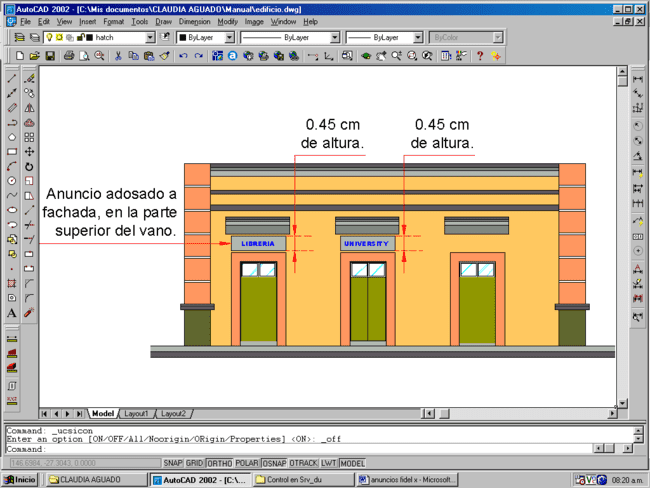 AutoCAD 2002 - [C:\Mis documentos\CLAUDIA AGUADO\Manual\edificio.dwg]
File Edit View Insert Format Tools Draw Dimension Modify Image Window Help
hatch ByLayer ByLayer ByLayer ByColor
0.45 cm
de altura.
0.45 cm
de altura.
Anuncio adosado a
fachada, en la parte
superior del vano.
LIBRERIA
UNIVERSITY
A
Model Layout1 Layout2
Command: _ucsicon
Enter an option [ON/OFF/All/Noorigin/ORigin/Properties] <ON>: _off
Command:
SNAP GRID ORTHO POLAR OSNAP OTRACK LWT MODEL
Inicio CLAUDIA AGUADO AutoCAD 2002 - [C:\... Control en Srv_du anuncios fidel x - Microsoft... 08:20 a.m.